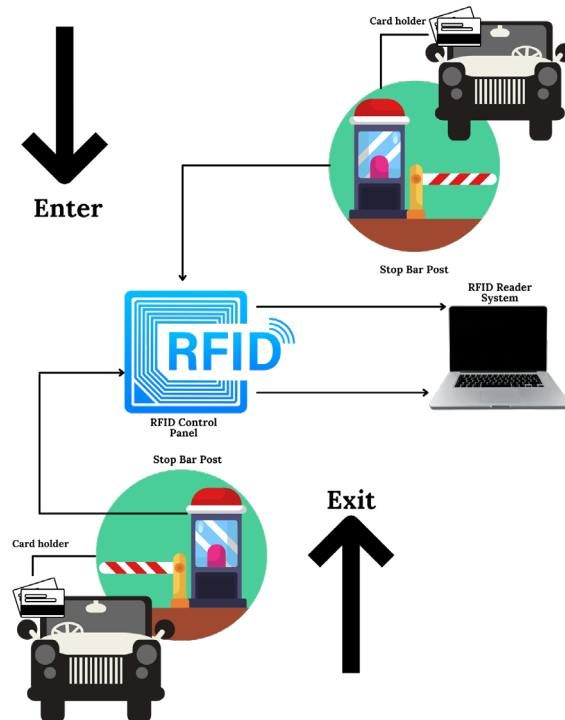 Card holder
Enter
Stop Bar Post
RFID Reader
System
RFID
RFID Control
Panel
Stop Bar Post
Exit
Card holder